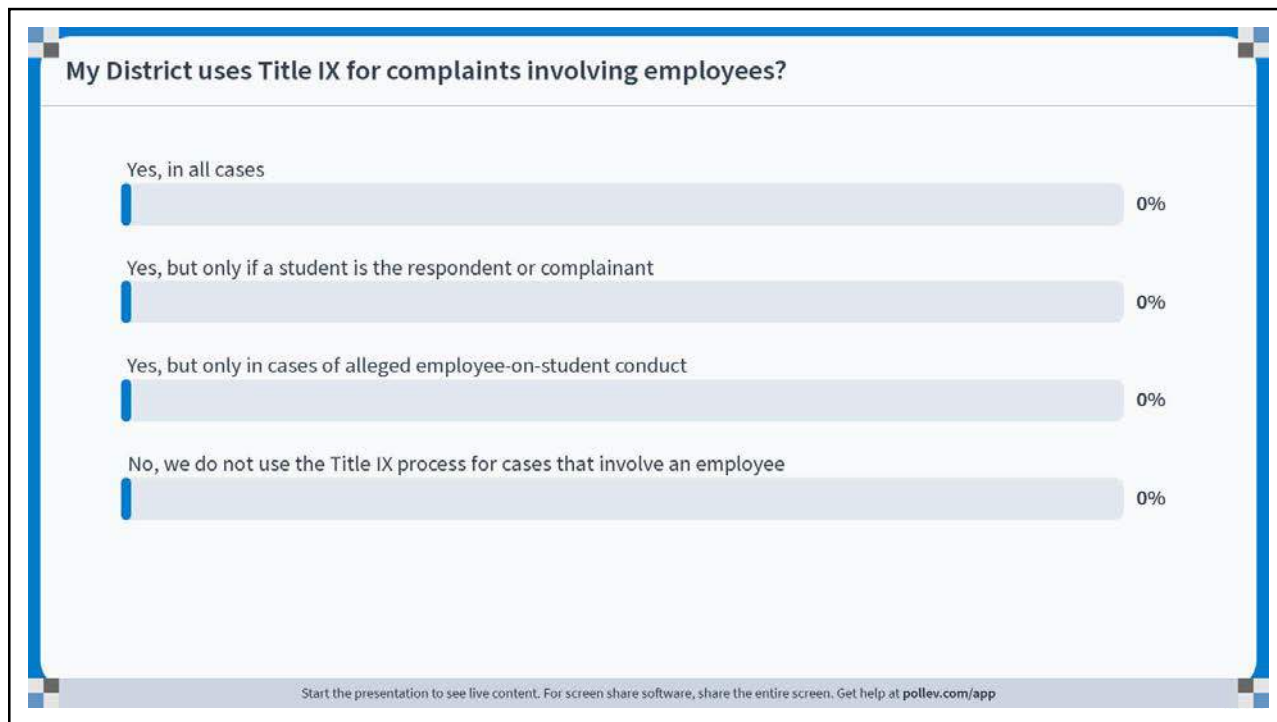 My District uses Title IX for complaints involving employees?
Yes, in all cases
0%
Yes, but only if a student is the respondent or complainant
0%
Yes, but only in cases of alleged employee-on-student conduct
0%
No, we do not use the Title IX process for cases that involve an employee
0%
Start the presentation to see live content. For screen share software, share the entire screen. Get help at pollev.com/app